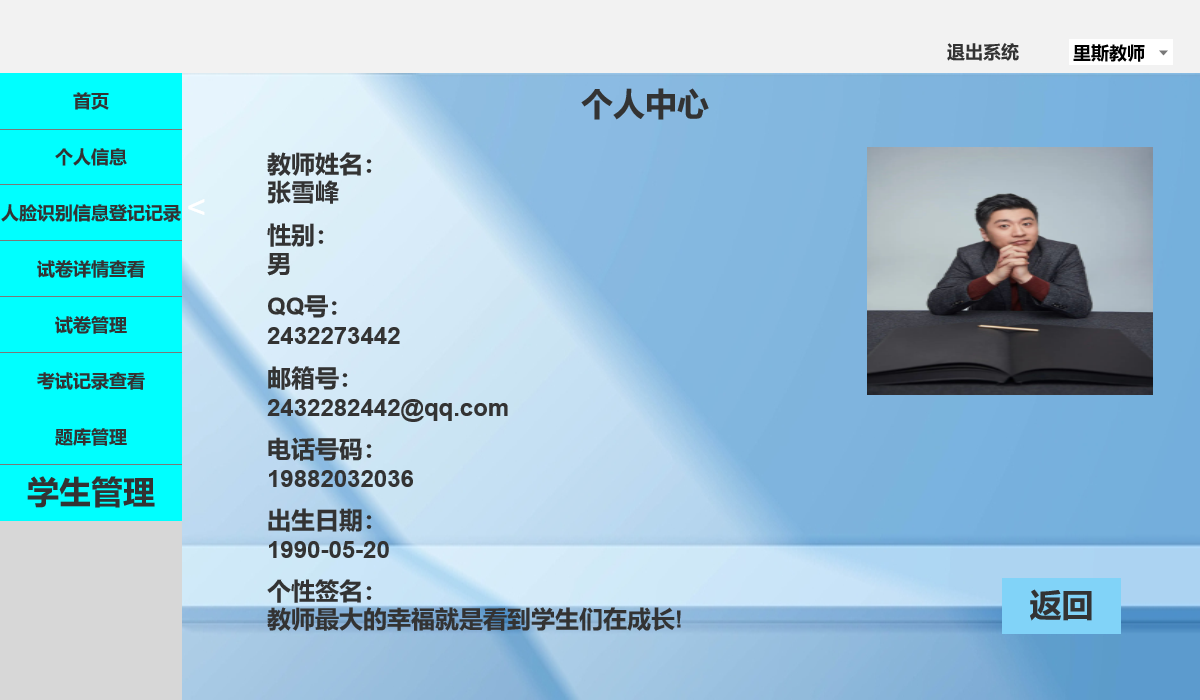 退出系统
里斯教师
首页
个人信息
人脸识别信息登记记录
试卷详情查看
试卷管理
考试记录查看
题库管理
学生管理
<
个人中心
教师姓名：
张雪峰
性别：
男
QQ号：
2432273442
邮箱号：
2432282442@qq.com
电话号码：
19882032036
出生日期：
1990-05-20
个性签名：
教师最大的幸福就是看到学生们在成长!
返回